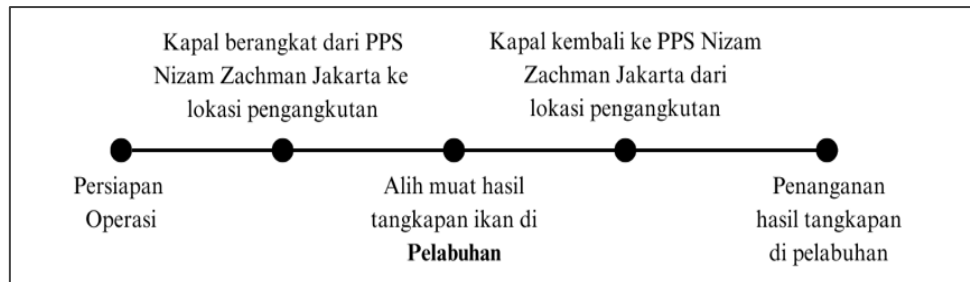 Kapal berangkat dari PPS
Nizam Zachman Jakarta ke
lokasi pengangkutan
Kapal kembali ke PPS Nizam
Zachman Jakarta dari
lokasi pengangkutan
Persiapan
Operasi
Alih muat hasil
tangkapan ikan di
Pelabuhan
Penanganan
hasil tangkapan
di pelabuhan